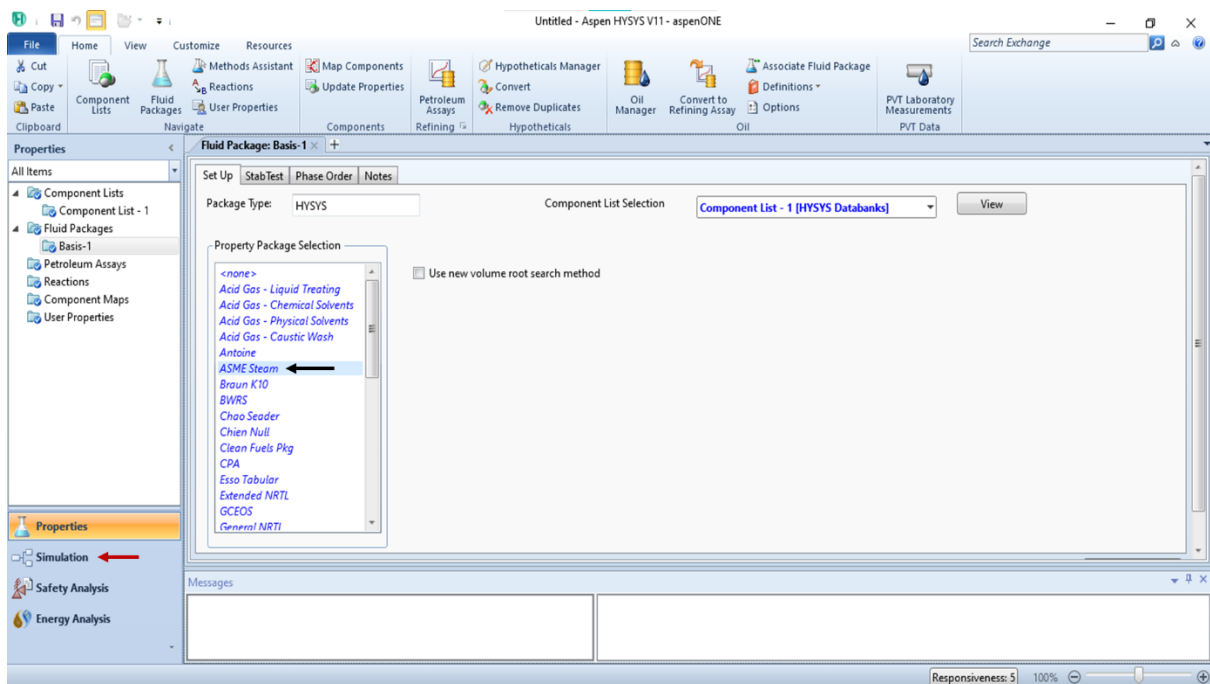 Untitled - Aspen HYSYS V11 - aspenONE
File Home View Customize Resources Search Exchange
Cut
Copy
Paste
Clipboard
Component Lists
Fluid Packages
Methods Assistant
Reactions
User Properties
Navigate
Map Components
Update Properties
Components
Petroleum Assays
Refining
Hypotheticals Manager
Convert
Remove Duplicates
Hypotheticals
Oil Manager
Convert to Refining Assay
Associate Fluid Package
Definitions
Options
Oil
PVT Laboratory Measurements
PVT Data
Properties
All Items
Component Lists
Component List - 1
Fluid Packages
Basis-1
Petroleum Assays
Reactions
Component Maps
User Properties
Properties
Simulation
Safety Analysis
Energy Analysis
Fluid Package: Basis-1
Set Up StabTest Phase Order Notes
Package Type: HYSYS Component List Selection Component List - 1 [HYSYS Databanks] View
Property Package Selection
<none>
Acid Gas - Liquid Treating
Acid Gas - Chemical Solvents
Acid Gas - Physical Solvents
Acid Gas - Caustic Wash
Antoine
ASME Steam
Braun K10
BWRS
Chao Seader
Chien Null
Clean Fuels Pkg
CPA
Esso Tabular
Extended NRTL
GCEOS
General NRTL
Use new volume root search method
Messages
Responsiveness: 5 100%